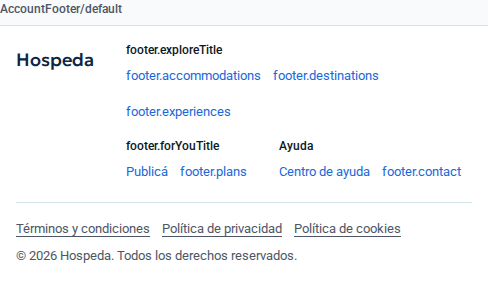 AccountFooter/default
Hospeda
footer.exploreTitle
footer.accommodations footer.destinations
footer.experiences
footer.forYouTitle Ayuda
Publicá footer.plans Centro de ayuda footer.contact
Términos y condiciones Política de privacidad Política de cookies
© 2026 Hospeda. Todos los derechos reservados.